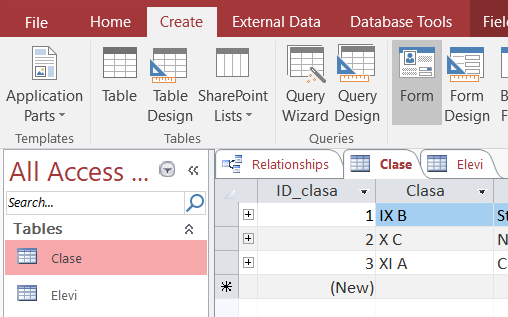 File Home Create External Data Database Tools
Application Parts Table Table Design SharePoint Lists Query Wizard Query Design Form Form Design
Templates Tables Queries
All Access ... Relationships Clase Elevi
Search... ID_clasa Clasa
Tables 1 IX B
Clase 2 X C
3 XI A
Elevi (New)